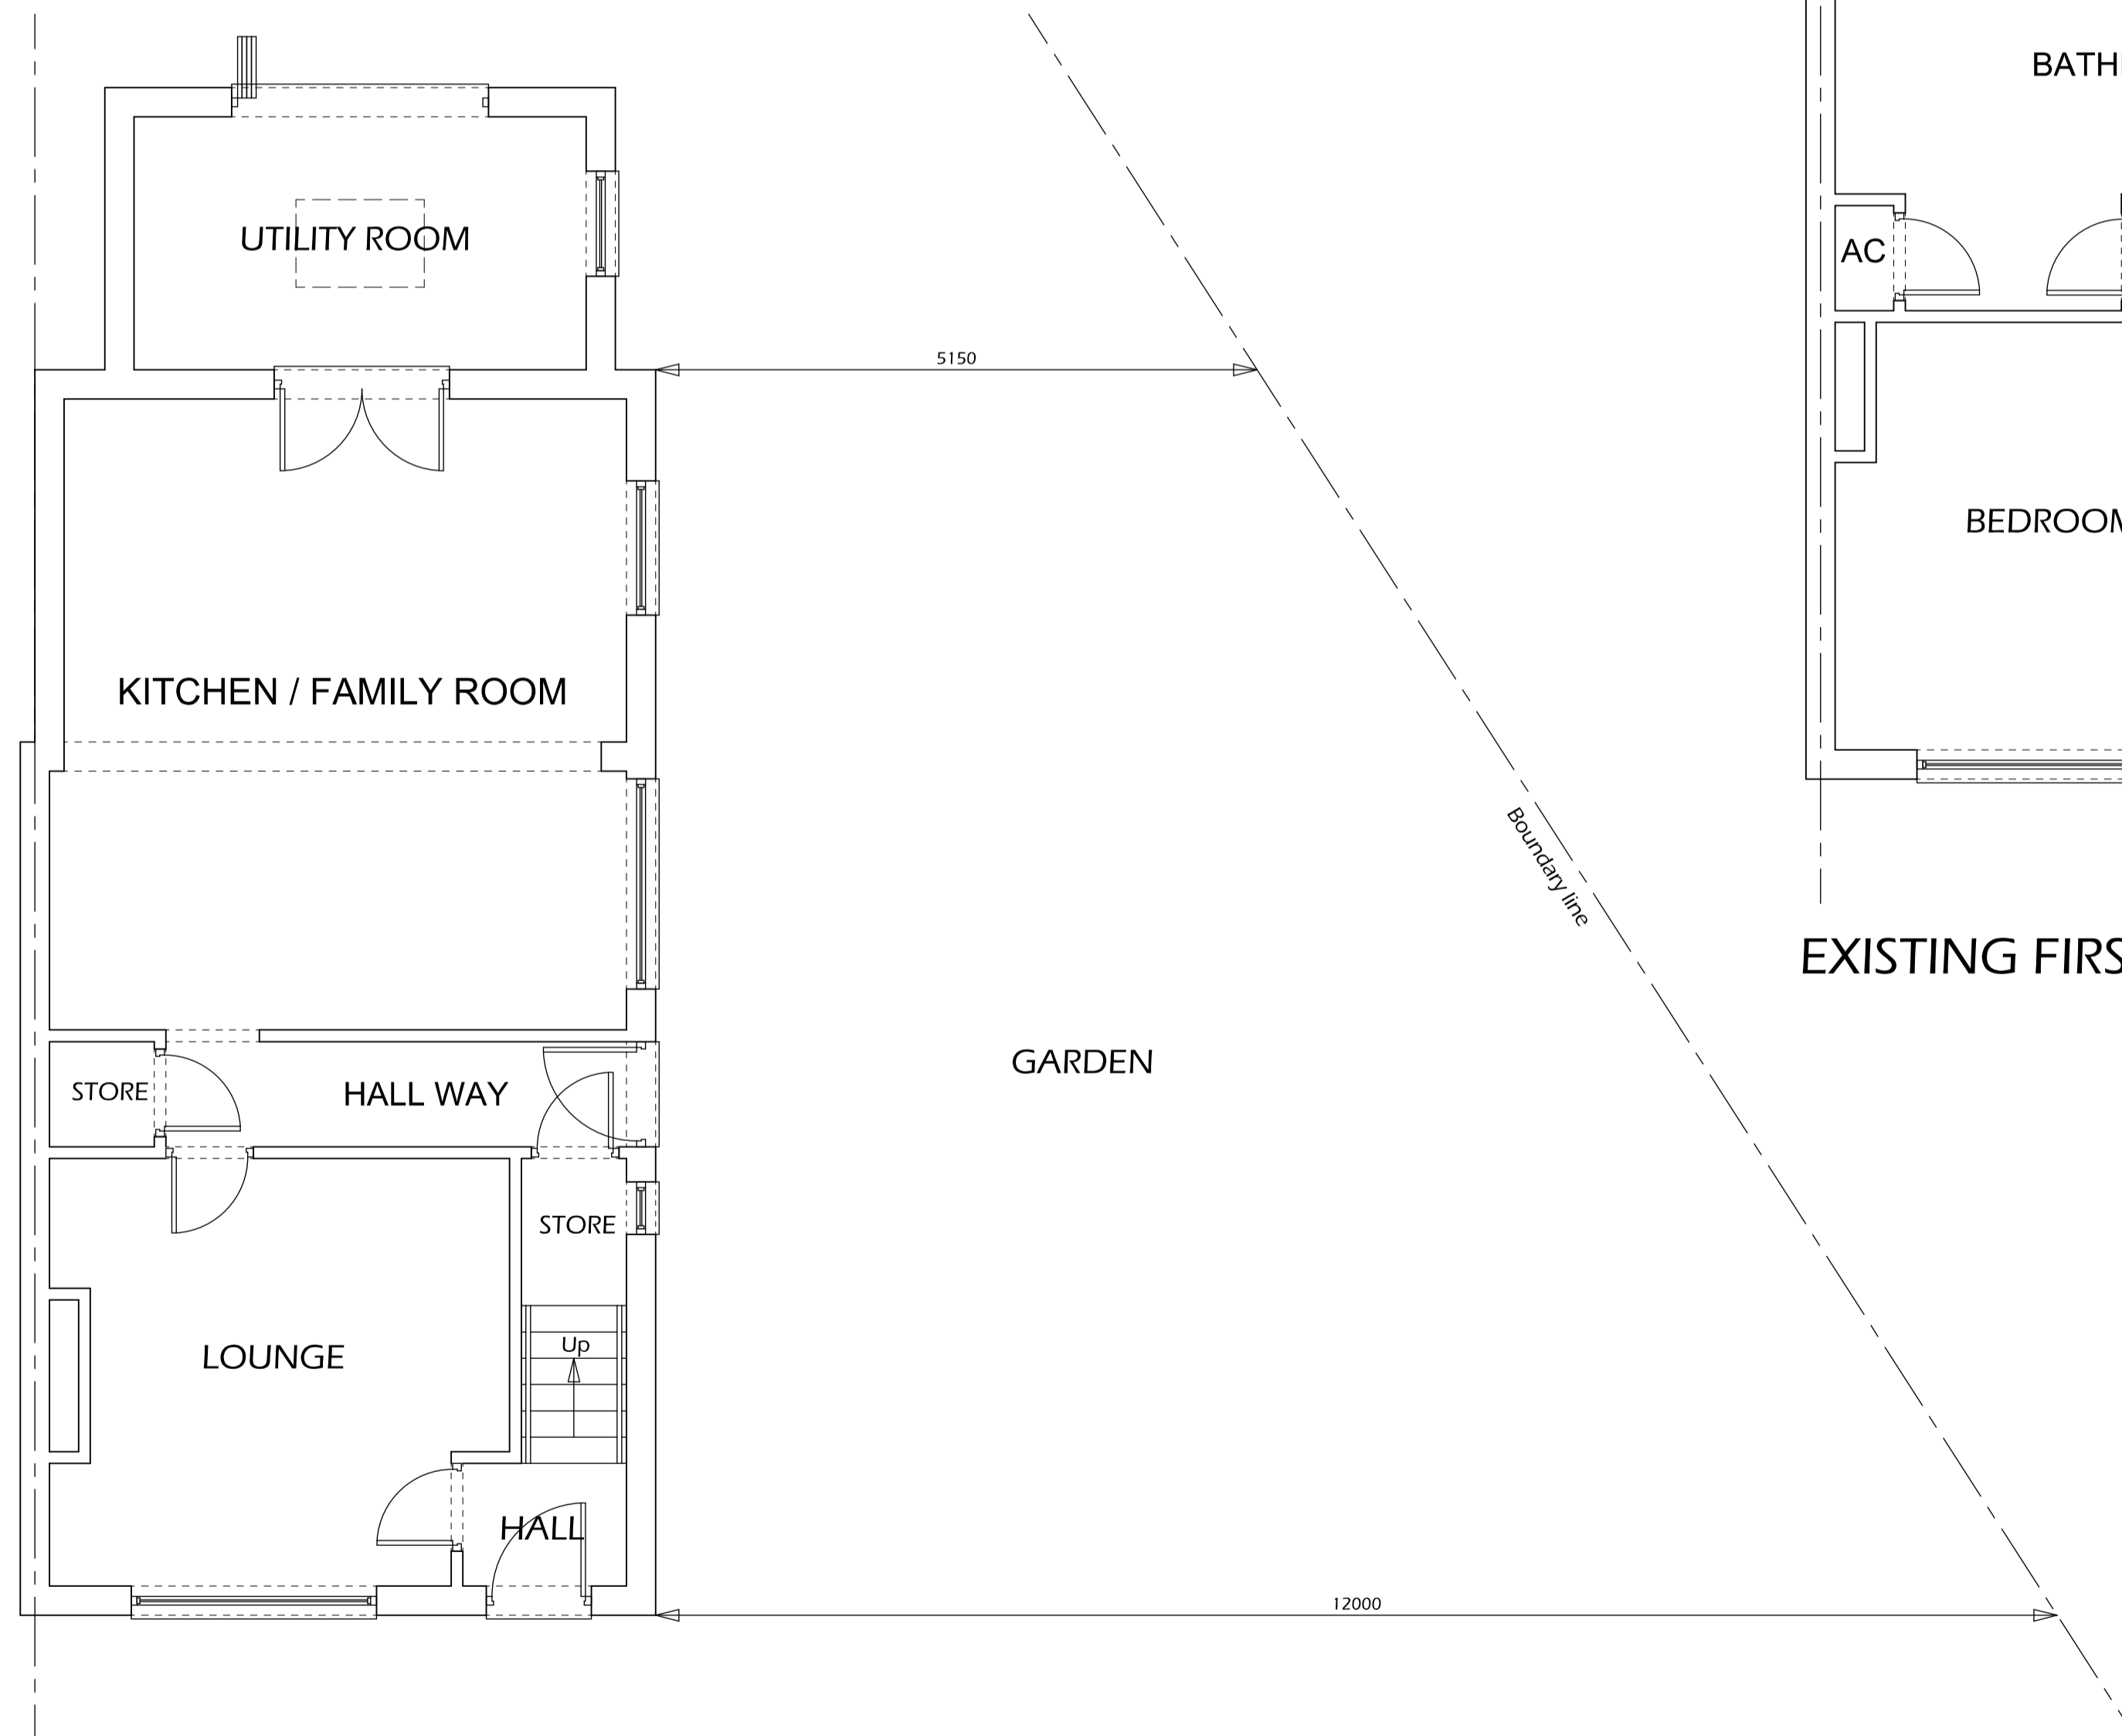 BATH
UTILITY ROOM
AC
5150
BEDROOM
KITCHEN / FAMILY ROOM
Boundary line
EXISTING FIRS
GARDEN
STORE
HALL WAY
STORE
Up
LOUNGE
HALL
12000